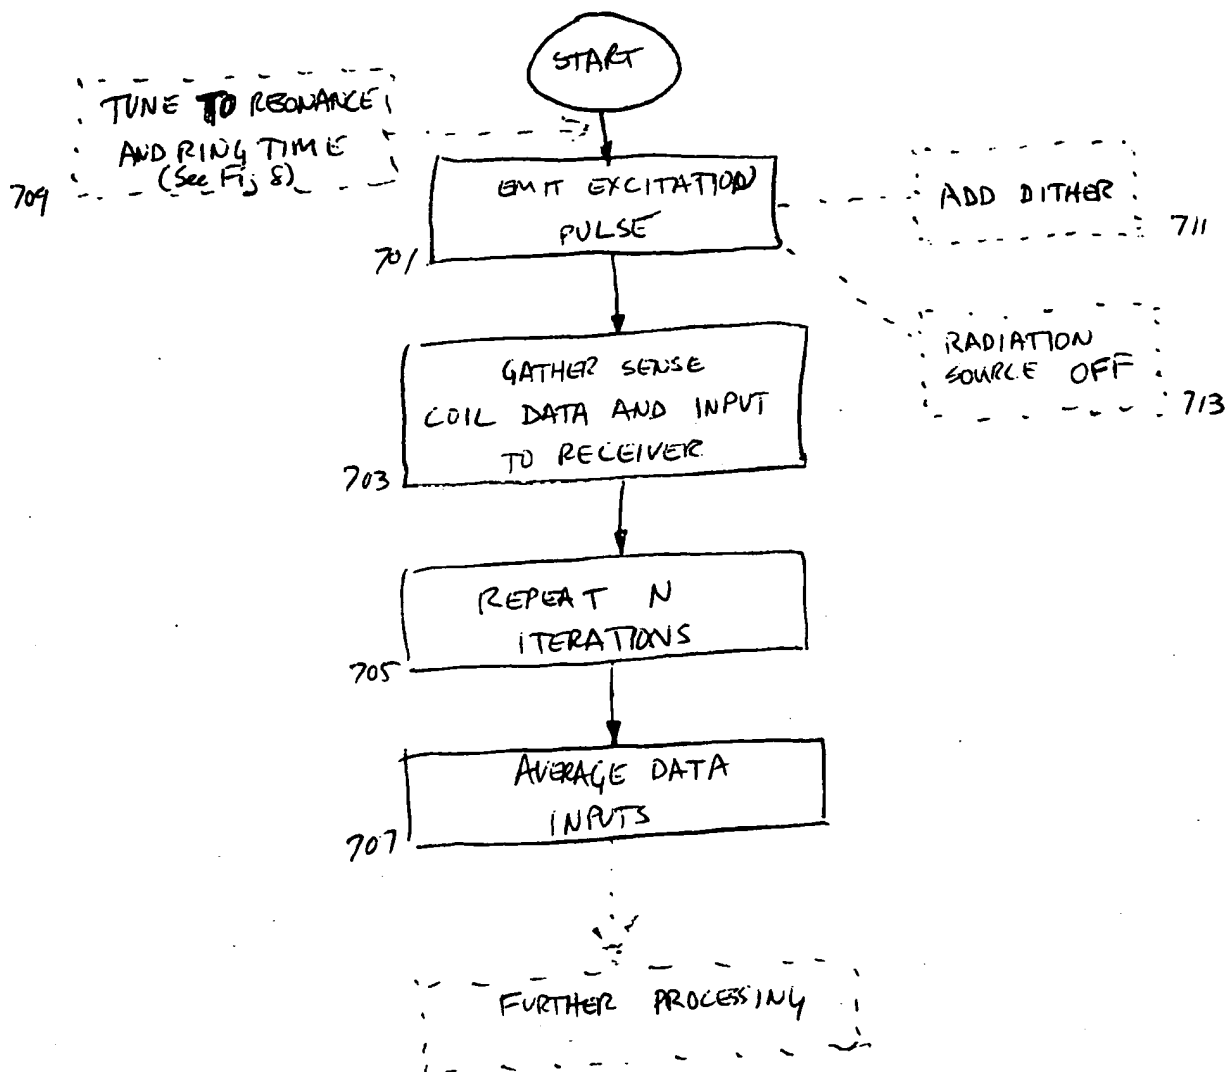 START
TUNE TO RESONANCE
AND RING TIME
(See Fig 8)
709
EMIT EXCITATION
PULSE
701
ADD DITHER
711
RADIATION
SOURCE OFF
713
GATHER SENSE
COIL DATA AND INPUT
TO RECEIVER
703
REPEAT N
ITERATIONS
705
AVERAGE DATA
INPUTS
707
FURTHER PROCESSING